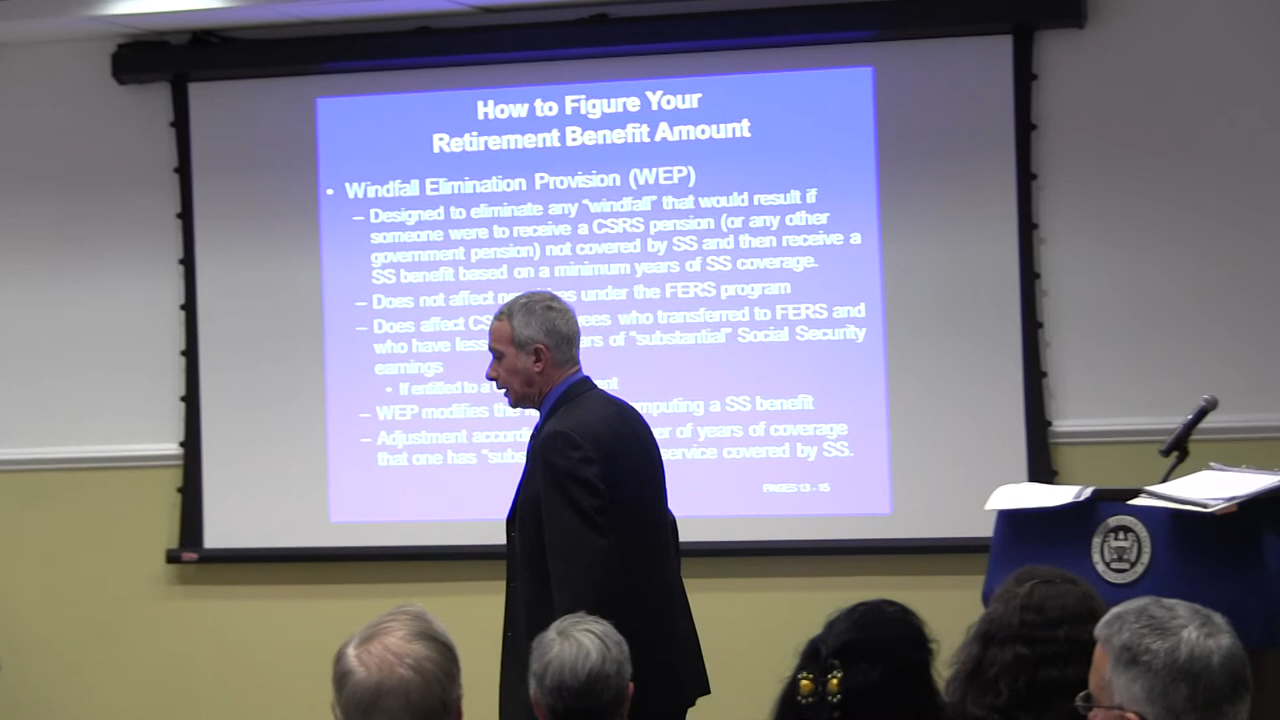 How to Figure Your
Retirement Benefit Amount
• Windfall Elimination Provision (WEP)
– Designed to eliminate any "windfall" that would result if
someone were to receive a CSRS pension (or any other
government pension) not covered by SS and then receive a
SS benefit based on a minimum years of SS coverage.
– Does not affect under the FERS program
– Does affect who transferred to FERS and
who have less of "substantial" Social Security
earnings
• If entitled to a
– WEP modifies the computing a SS benefit
– Adjustment of years of coverage
that one has service covered by SS.
PAGES 13 - 15